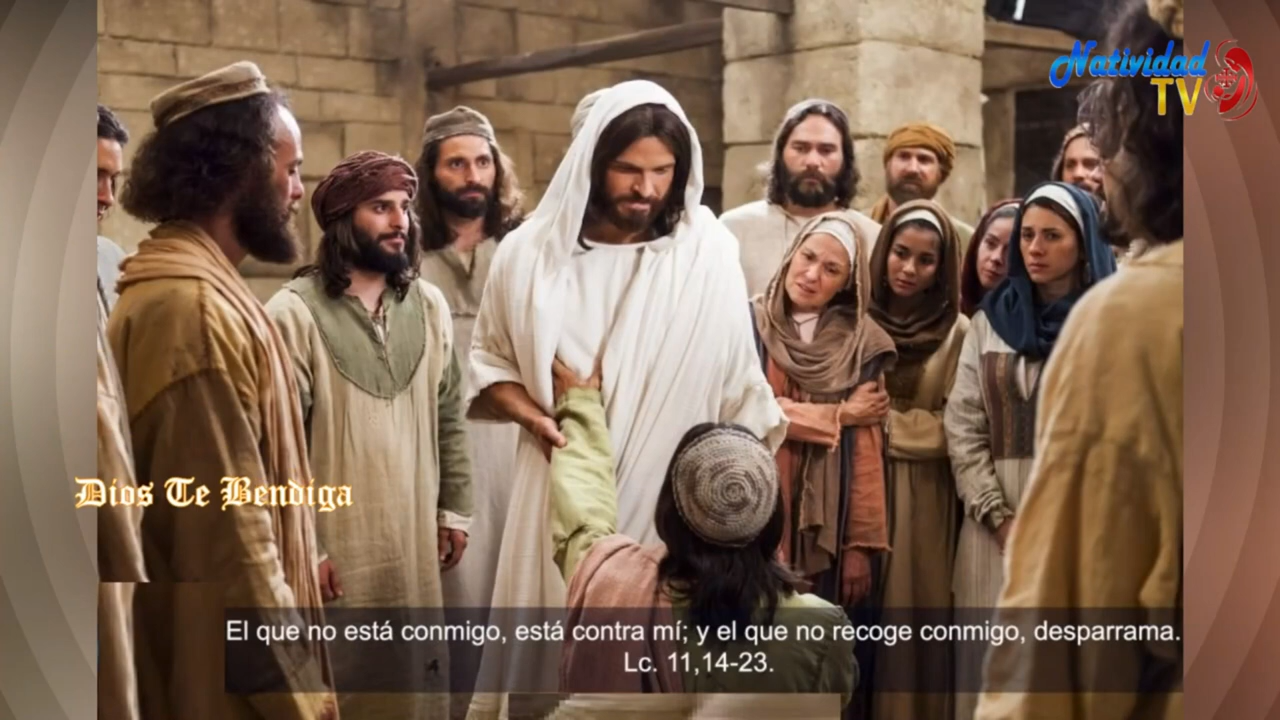 Natividad
TV
Dios Te Bendiga
El que no está conmigo, está contra mí; y el que no recoge conmigo, desparrama.
Lc. 11,14-23.